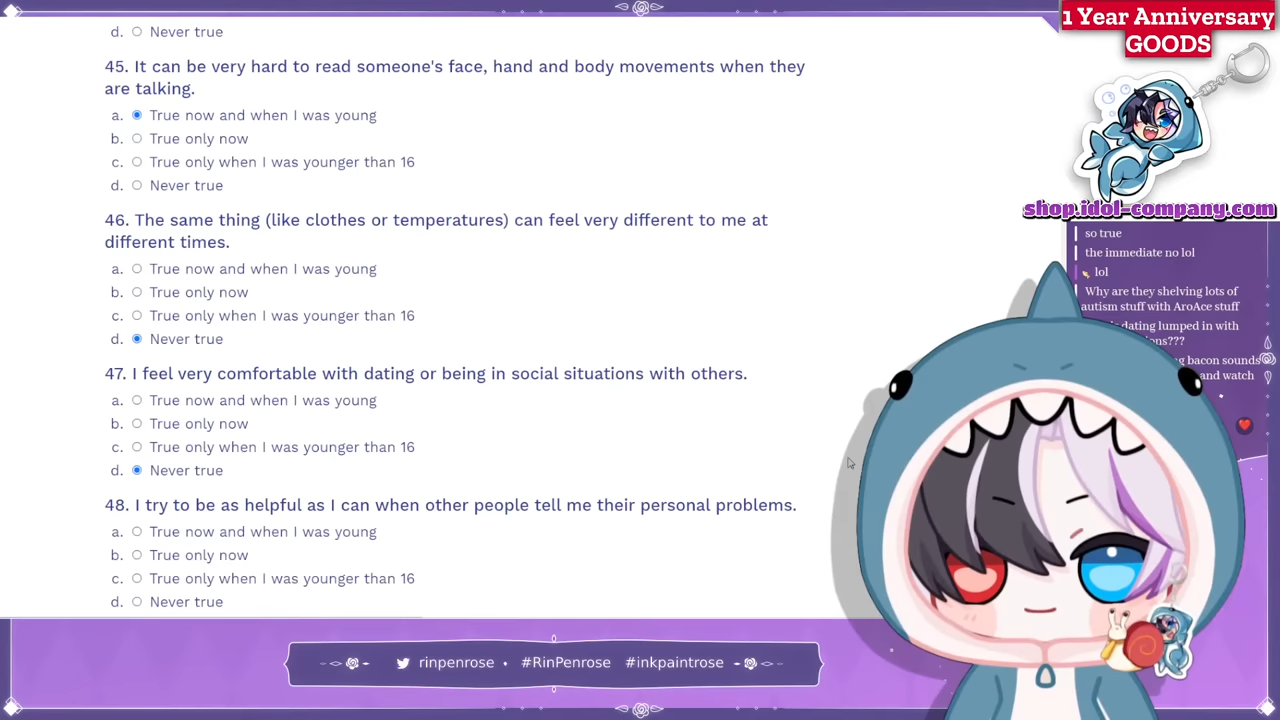 d. Never true
45. It can be very hard to read someone's face, hand and body movements when they
are talking.
a. True now and when I was young
b. True only now
c. True only when I was younger than 16
d. Never true
46. The same thing (like clothes or temperatures) can feel very different to me at
different times.
a. True now and when I was young
b. True only now
c. True only when I was younger than 16
d. Never true
47. I feel very comfortable with dating or being in social situations with others.
a. True now and when I was young
b. True only now
c. True only when I was younger than 16
d. Never true
48. I try to be as helpful as I can when other people tell me their personal problems.
a. True now and when I was young
b. True only now
c. True only when I was younger than 16
d. Never true
1 Year Anniversary
GOODS
shop.idol-company.com
so true
the immediate no lol
lol
Why are they shelving lots of
autism stuff with AroAce stuff
dating lumped in with
???
bacon sounds
and watch
rinpenrose • #RinPenrose #inkpaintrose